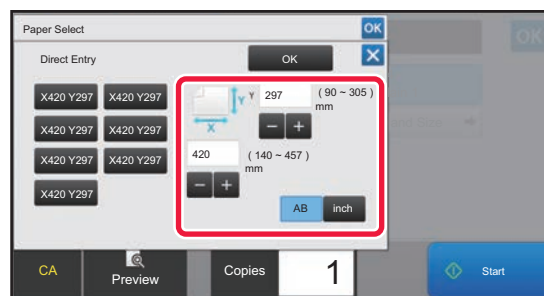 Paper Select
OK
OK
Direct Entry
OK
X420 Y297
X420 Y297
Y
Y
297
( 90 ~ 305 )
mm
X
X420 Y297
X420 Y297
420
( 140 ~ 457 )
mm
X420 Y297
X420 Y297
X420 Y297
AB
inch
CA
Preview
Copies
1
Start